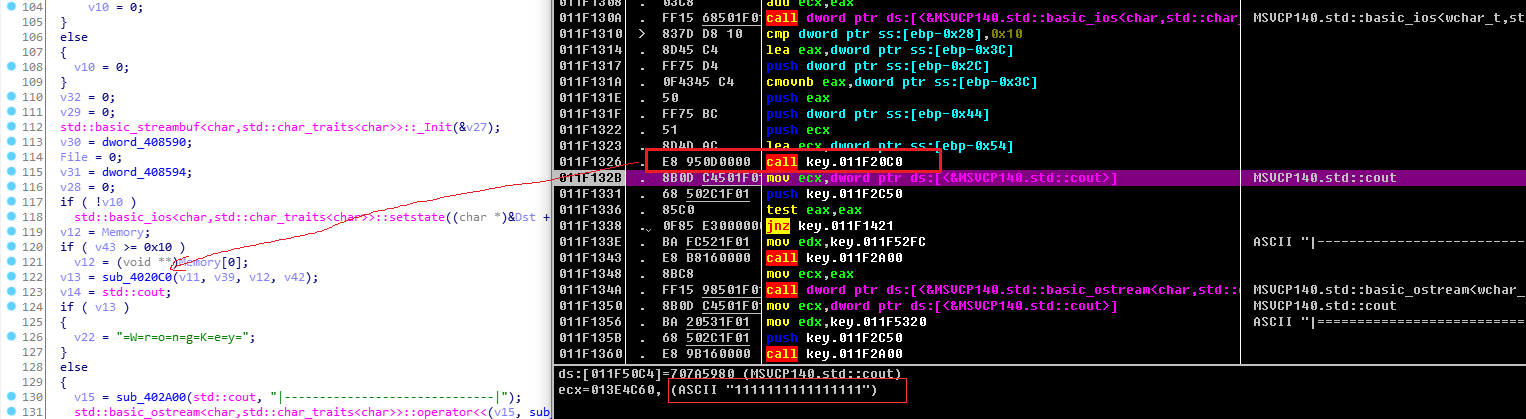 104 v10 = 0;
105 }
106 else
107 {
108 v10 = 0;
109 }
110 v32 = 0;
111 v29 = 0;
112 std::basic_streambuf<char,std::char_traits<char>>::_Init(&v27);
113 v30 = dword_408590;
114 File = 0;
115 v31 = dword_408594;
116 v28 = 0;
117 if ( !v10 )
118 std::basic_ios<char,std::char_traits<char>>::setstate((char *)&Dst +
119 v12 = Memory;
120 if ( v43 >= 0x10 )
121 v12 = (void **)Memory[0];
122 v13 = sub_4020C0(v11, v39, v12, v42);
123 v14 = std::cout;
124 if ( v13 )
125 {
126 v22 = "=W=r=o=n=g=K=e=y=";
127 }
128 else
129 {
130 v15 = sub_402A00(std::cout, "|------------------------------|");
131 std::basic_ostream<char,std::char_traits<char>>::operator<<(v15, sub_
011F1308 . 03C8 add ecx,eax
011F130A . FF15 68501F01 call dword ptr ds:[<&MSVCP140.std::basic_ios<char,std::char_ MSVCP140.std::basic_ios<wchar_t,st
011F1310 > 837D D8 10 cmp dword ptr ss:[ebp-0x28],0x10
011F1314 . 8D45 C4 lea eax,dword ptr ss:[ebp-0x3C]
011F1317 . FF75 D4 push dword ptr ss:[ebp-0x2C]
011F131A . 0F4345 C4 cmovnb eax,dword ptr ss:[ebp-0x3C]
011F131E . 50 push eax
011F131F . FF75 BC push dword ptr ss:[ebp-0x44]
011F1322 . 51 push ecx
011F1323 . 8D4D AC lea ecx,dword ptr ss:[ebp-0x54]
011F1326 . E8 950D0000 call key.011F20C0
011F132B . 8B0D C4501F01 mov ecx,dword ptr ds:[<&MSVCP140.std::cout>] MSVCP140.std::cout
011F1331 . 68 502C1F01 push key.011F2C50
011F1336 . 85C0 test eax,eax
011F1338 . 0F85 E3000000 jnz key.011F1421
011F133E . BA FC521F01 mov edx,key.011F52FC ASCII "|---------------------------
011F1343 . E8 B8160000 call key.011F2A00
011F1348 . 8BC8 mov ecx,eax
011F134A . FF15 98501F01 call dword ptr ds:[<&MSVCP140.std::basic_ostream<char,std:: MSVCP140.std::basic_ostream<wchar_
011F1350 . 8B0D C4501F01 mov ecx,dword ptr ds:[<&MSVCP140.std::cout>] MSVCP140.std::cout
011F1356 . BA 20531F01 mov edx,key.011F5320 ASCII "|===========================
011F135B . 68 502C1F01 push key.011F2C50
011F1360 . E8 9B160000 call key.011F2A00
ds:[011F50C4]=707A5980 (MSVCP140.std::cout)
ecx=013E4C60, (ASCII "1111111111111111")